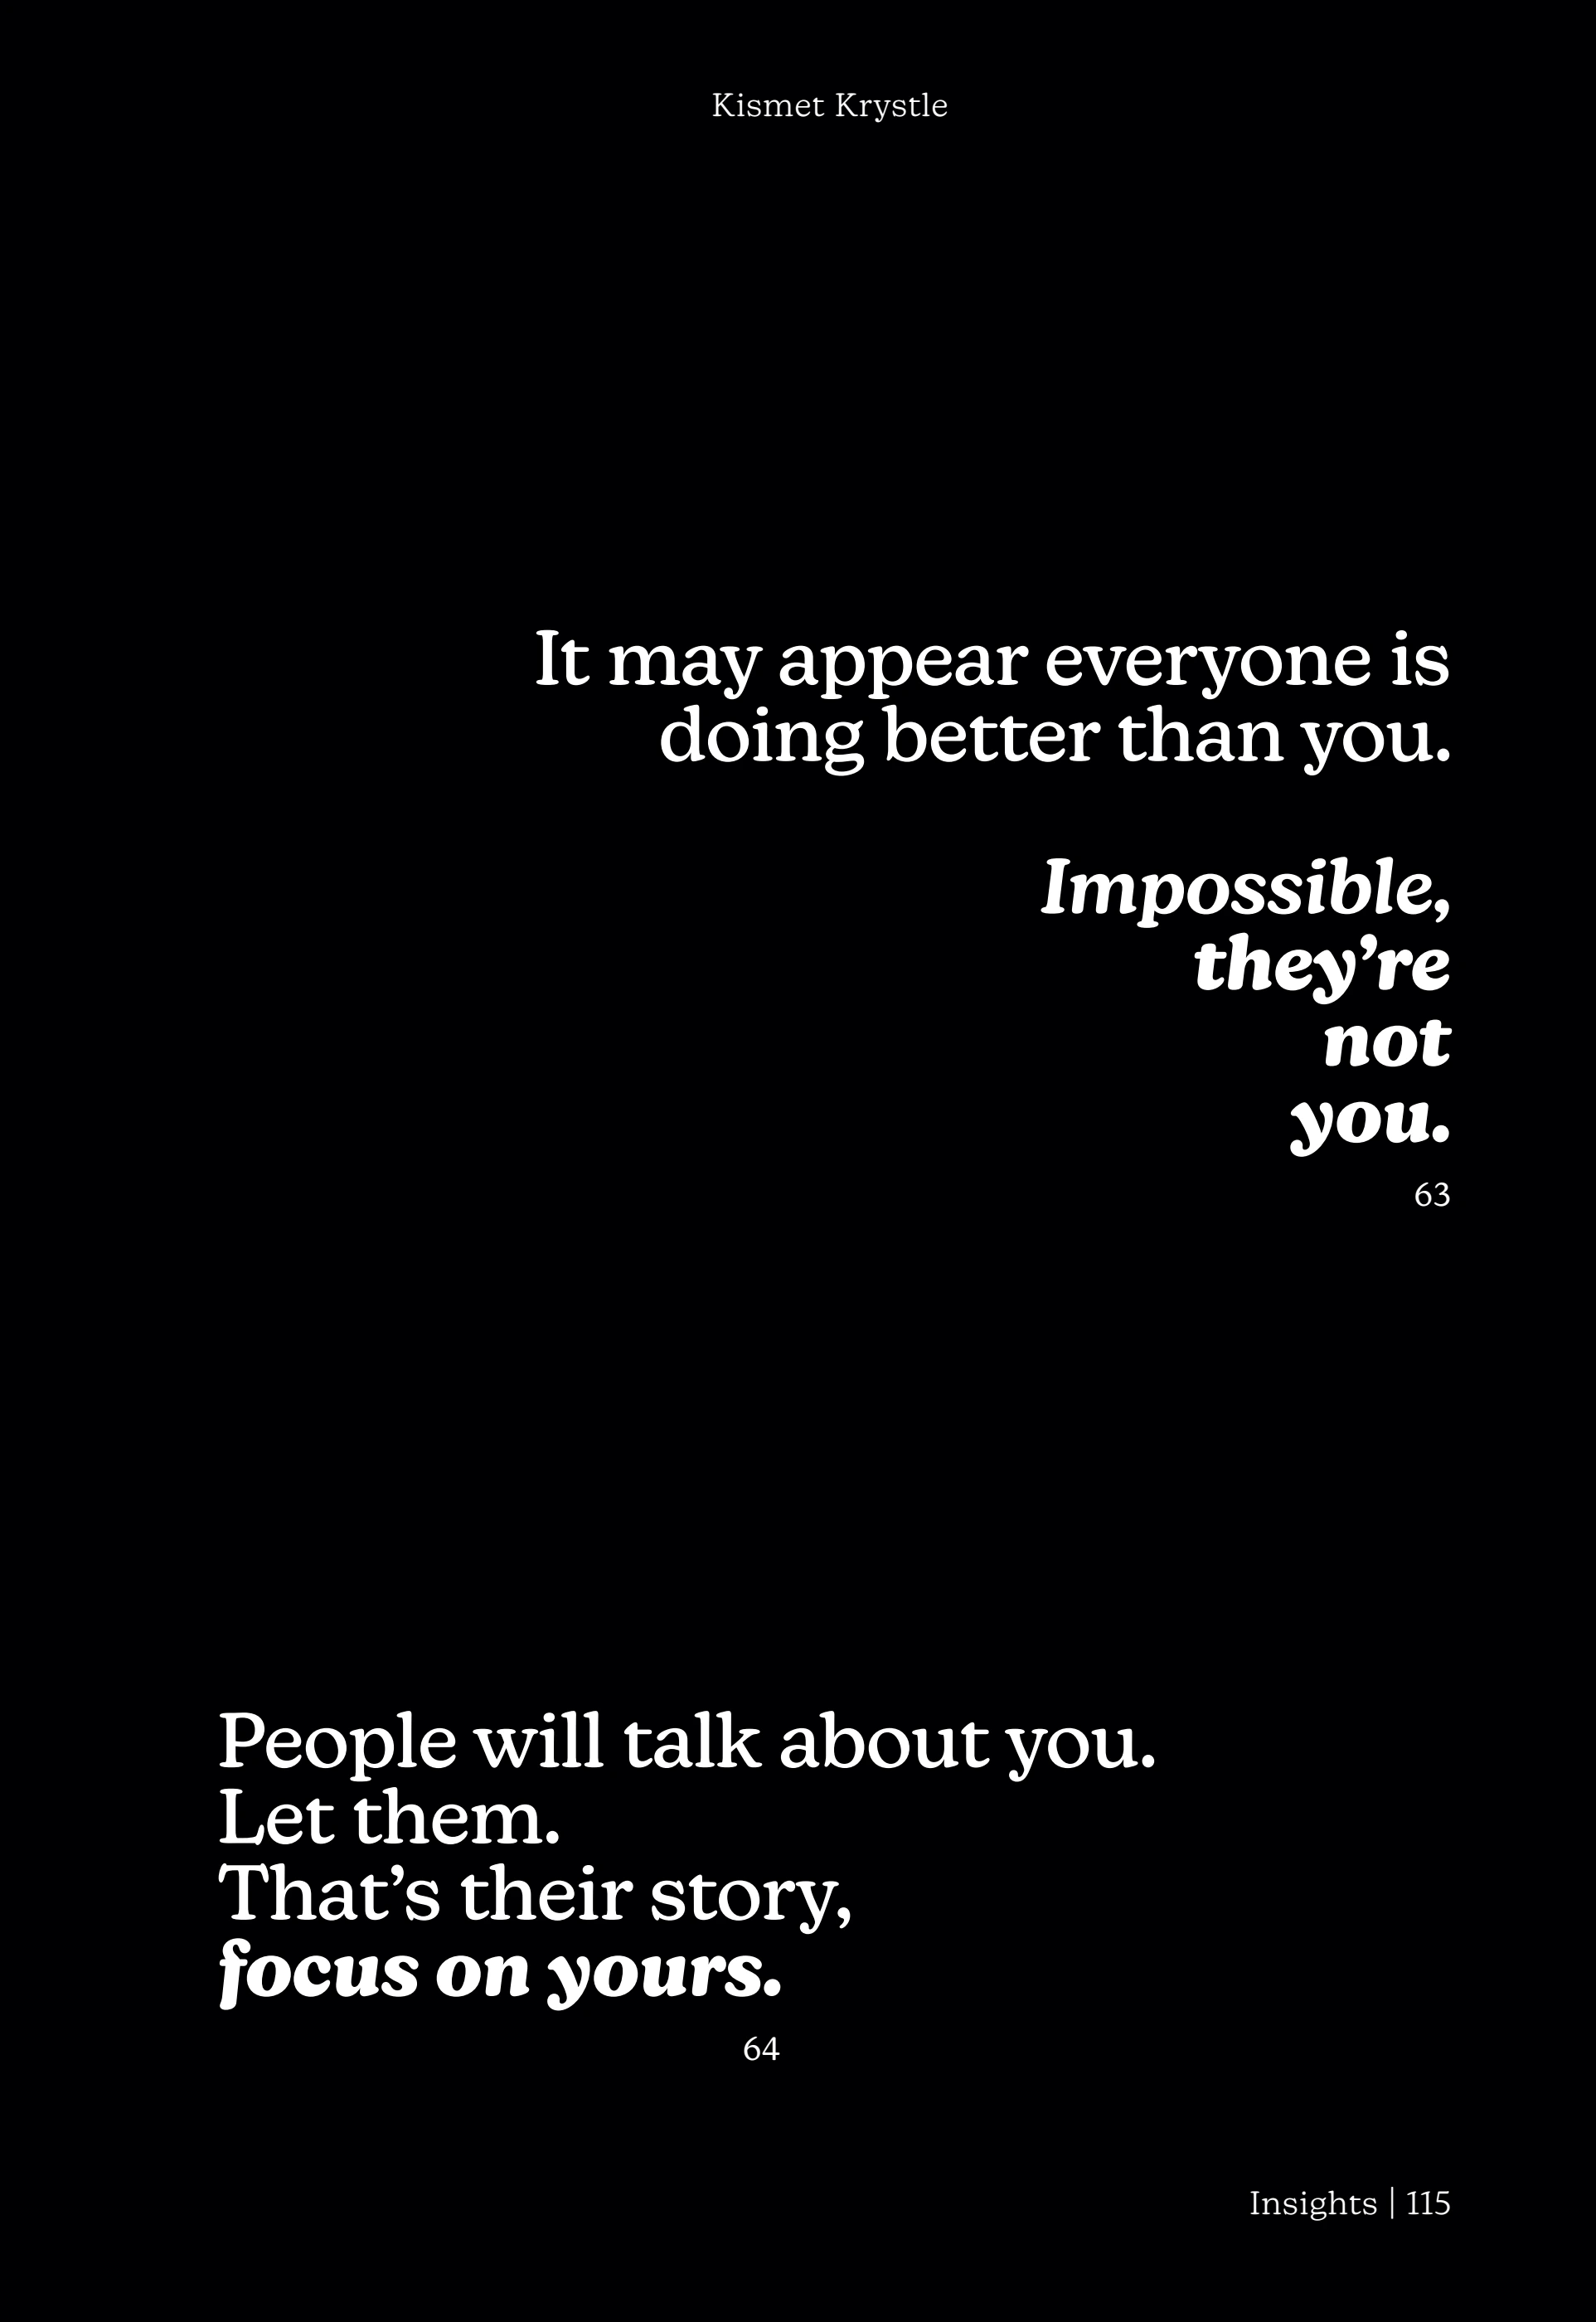 Kismet Krystle
It may appear everyone is
doing better than you.
Impossible,
they’re
not
you.
63
People will talk about you.
Let them.
That’s their story,
focus on yours.
64
Insights | 115